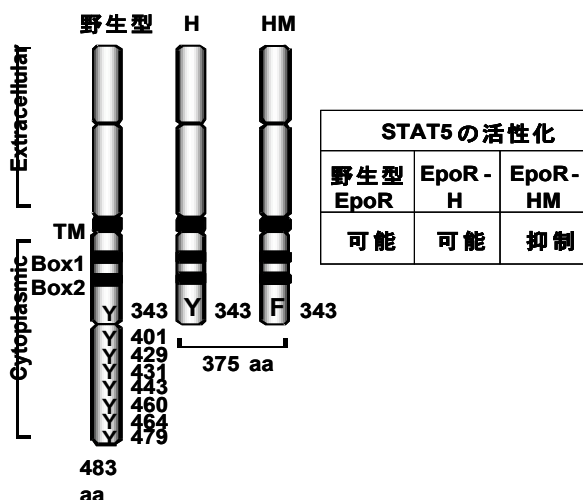 野生型 H HM
Extracellular
TM
Cytoplasmic
Box1
Box2
Y 343 Y 343 F 343
Y 401
Y 429
Y 431
Y 443
Y 460
Y 464
Y 479
375 aa
483
aa
STAT5の活性化
野生型 EpoR - EpoR -
EpoR H HM
可能 可能 抑制